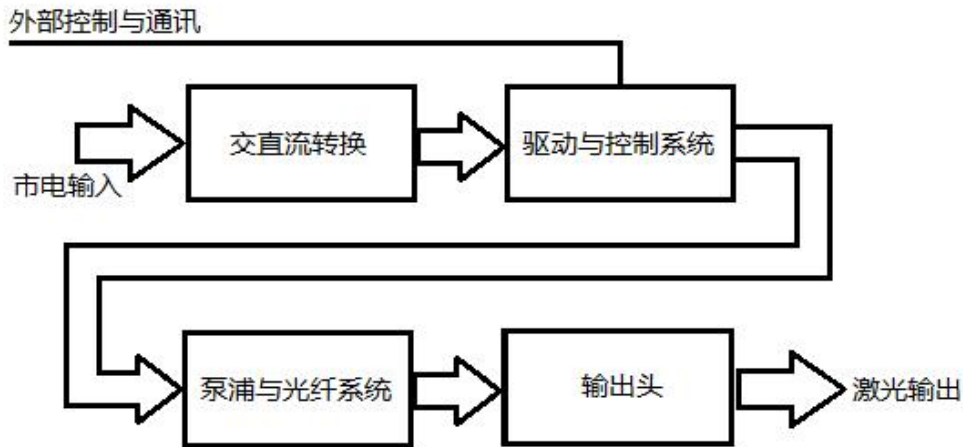 外部控制与通讯
市电输入
交直流转换
驱动与控制系统
泵浦与光纤系统
输出头
激光输出